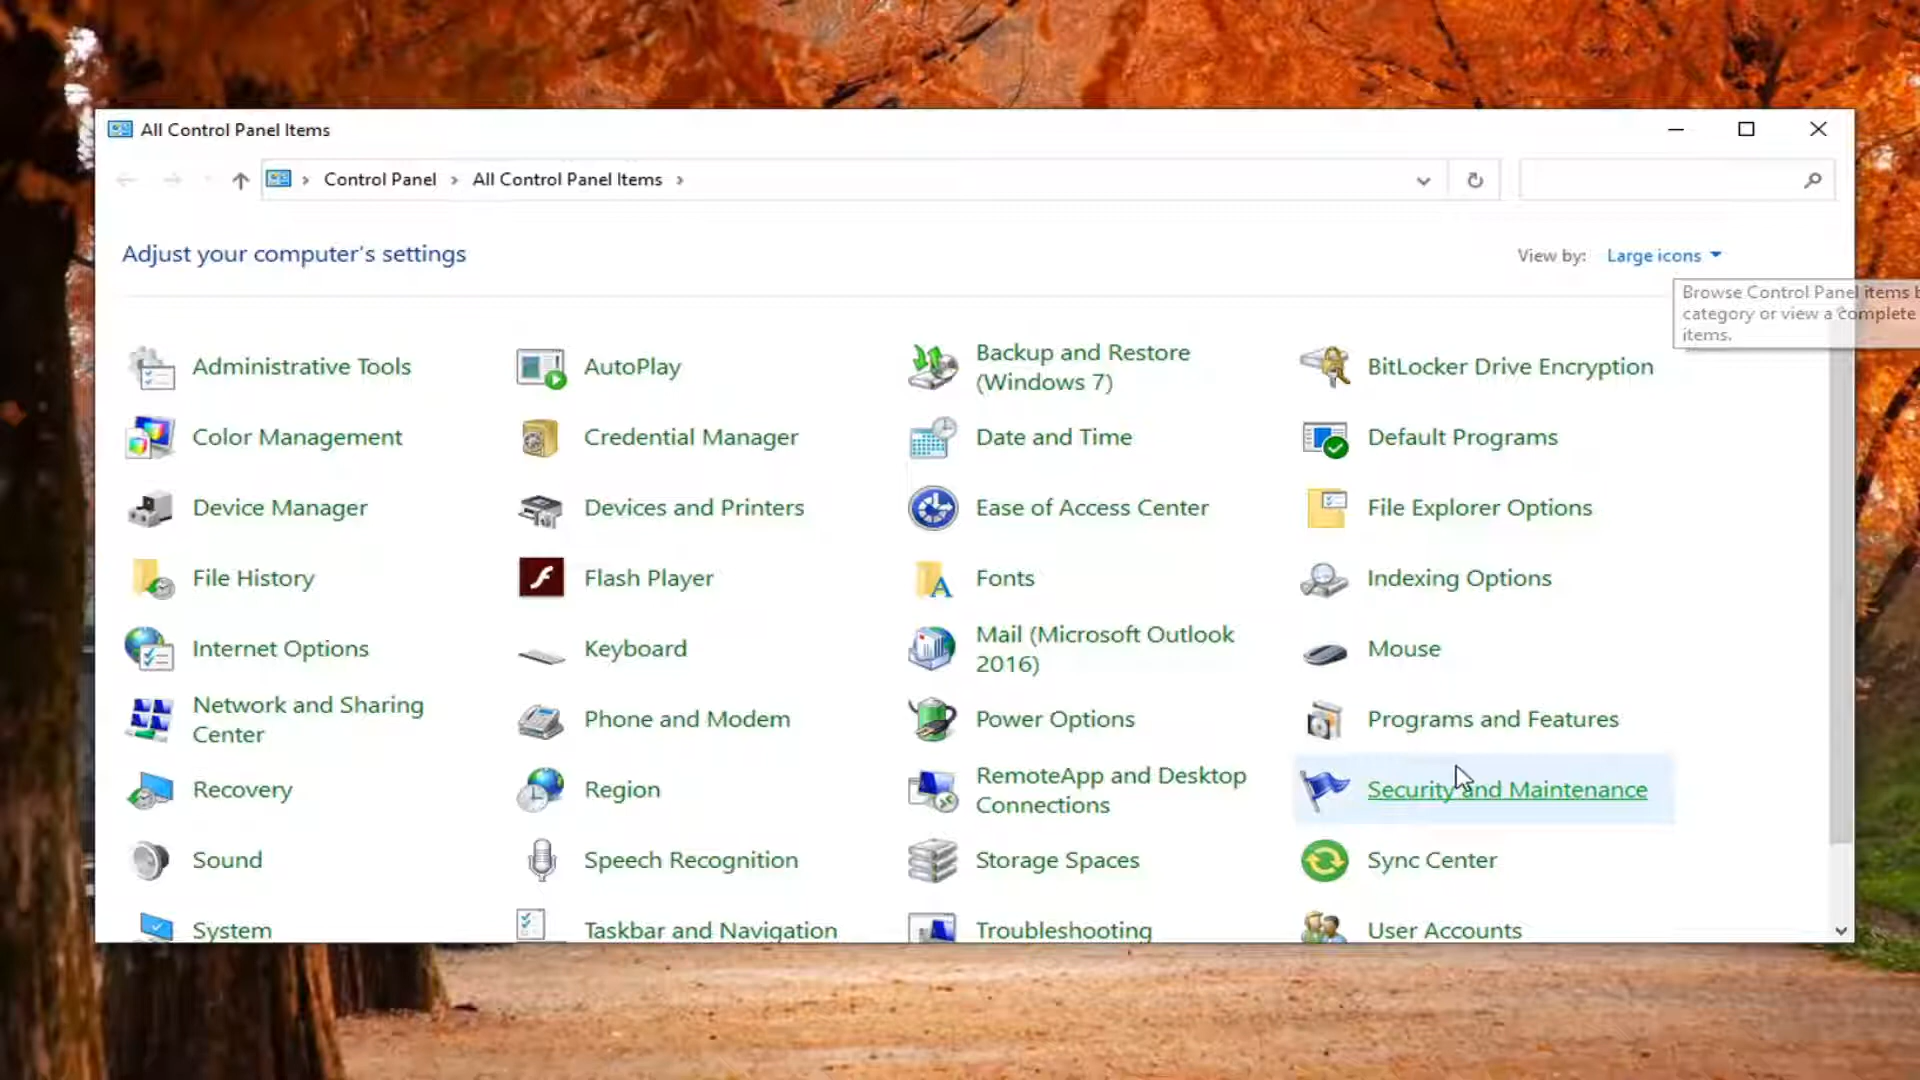 All Control Panel Items
Control Panel › All Control Panel Items ›
Adjust your computer's settings
View by: Large icons
Browse Control Panel items b
category or view a complete
items.
Administrative Tools
AutoPlay
Backup and Restore
(Windows 7)
BitLocker Drive Encryption
Color Management
Credential Manager
Date and Time
Default Programs
Device Manager
Devices and Printers
Ease of Access Center
File Explorer Options
File History
Flash Player
Fonts
Indexing Options
Internet Options
Keyboard
Mail (Microsoft Outlook
2016)
Mouse
Network and Sharing
Center
Phone and Modem
Power Options
Programs and Features
Recovery
Region
RemoteApp and Desktop
Connections
Security and Maintenance
Sound
Speech Recognition
Storage Spaces
Sync Center
System
Taskbar and Navigation
Troubleshooting
User Accounts